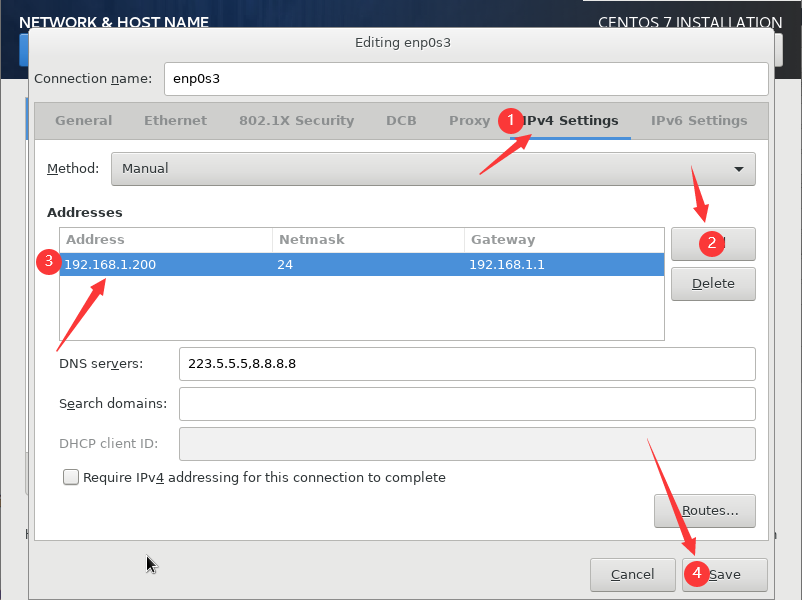 NETWORK & HOST NAME
CENTOS 7 INSTALLATION
Editing enp0s3
Connection name: enp0s3
General Ethernet 802.1X Security DCB Proxy 1 IPv4 Settings IPv6 Settings
Method: Manual
Addresses
Address Netmask Gateway
2
3 192.168.1.200 24 192.168.1.1
Delete
DNS servers: 223.5.5.5,8.8.8.8
Search domains:
DHCP client ID:
Require IPv4 addressing for this connection to complete
Routes...
Cancel 4 Save